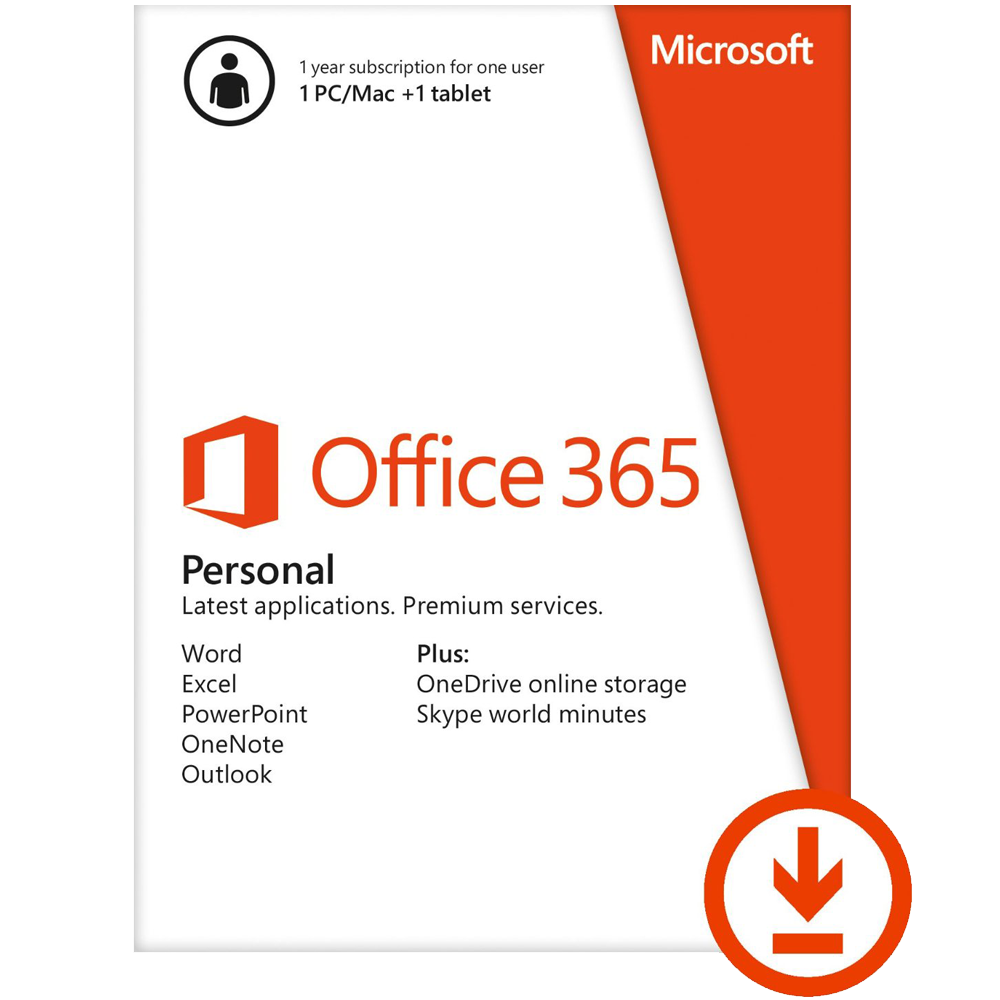 1 year subscription for one user
1 PC/Mac +1 tablet
Microsoft
Office 365
Personal
Latest applications. Premium services.
Word
Excel
PowerPoint
OneNote
Outlook
Plus:
OneDrive online storage
Skype world minutes